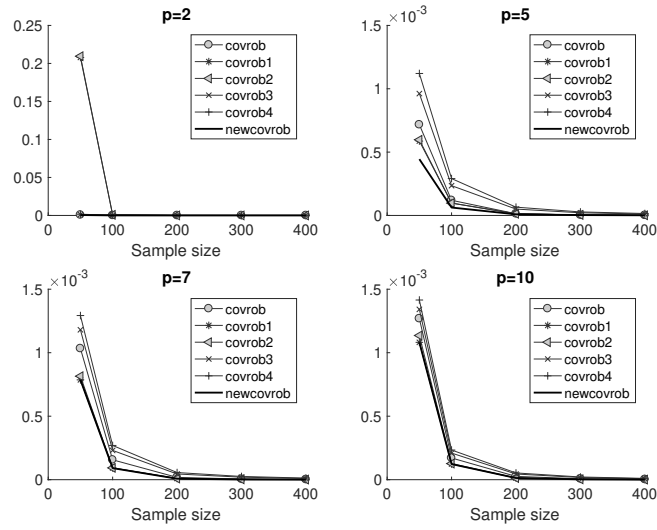 p=2
0.25
0.2
0.15
0.1
0.05
0
covrob
covrob1
covrob2
covrob3
covrob4
newcovrob
0 100 200 300 400
Sample size
p=5
×10⁻³
1.5
1
0.5
0
covrob
covrob1
covrob2
covrob3
covrob4
newcovrob
0 100 200 300 400
Sample size
p=7
×10⁻³
1.5
1
0.5
0
covrob
covrob1
covrob2
covrob3
covrob4
newcovrob
0 100 200 300 400
Sample size
p=10
×10⁻³
1.5
1
0.5
0
covrob
covrob1
covrob2
covrob3
covrob4
newcovrob
0 100 200 300 400
Sample size